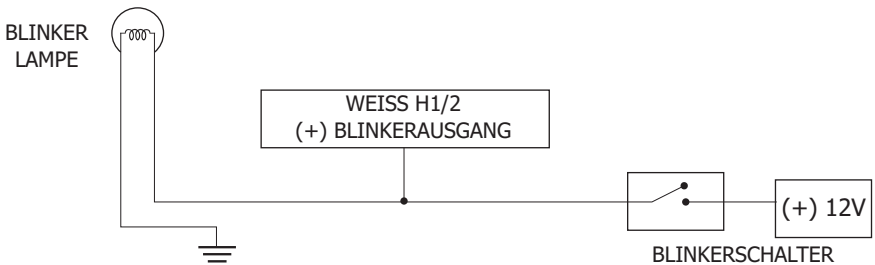 BLINKER
LAMPE
WEISS H1/2
(+) BLINKERAUSGANG
(+) 12V
BLINKERSCHALTER